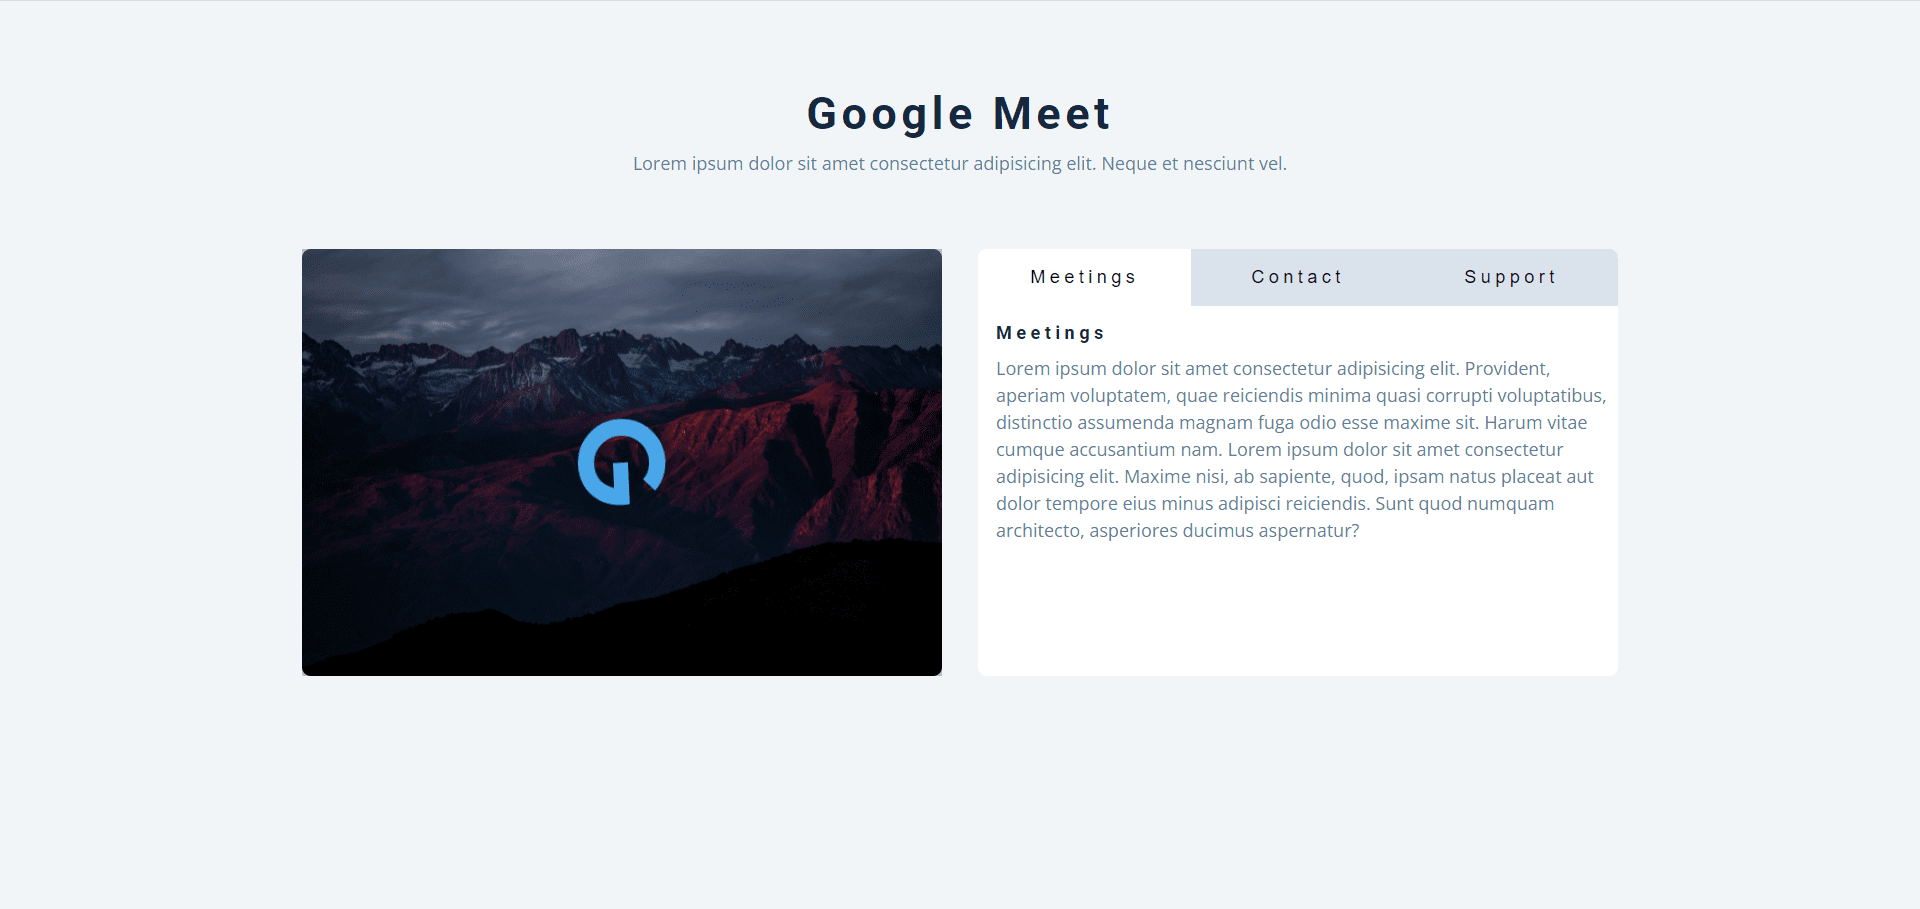 Google Meet
Lorem ipsum dolor sit amet consectetur adipisicing elit. Neque et nesciunt vel.
Meetings
Contact
Support
Meetings
Lorem ipsum dolor sit amet consectetur adipisicing elit. Provident,
aperiam voluptatem, quae reiciendis minima quasi corrupti voluptatibus,
distinctio assumenda magnam fuga odio esse maxime sit. Harum vitae
cumque accusantium nam. Lorem ipsum dolor sit amet consectetur
adipisicing elit. Maxime nisi, ab sapiente, quod, ipsam natus placeat aut
dolor tempore eius minus adipisci reiciendis. Sunt quod numquam
architecto, asperiores ducimus aspernatur?